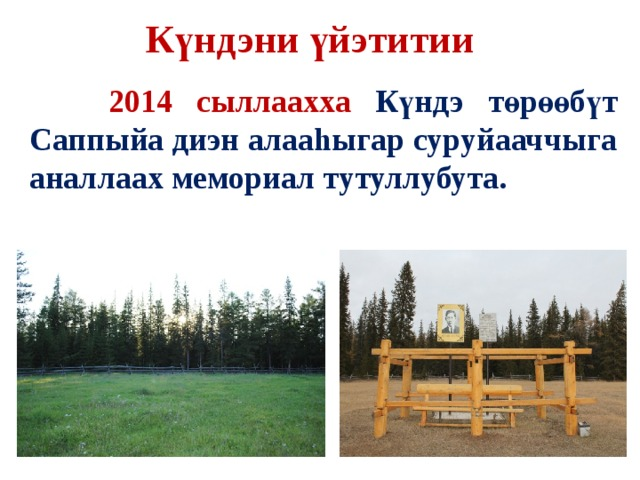 Күндэни үйэтитии
2014 сыллаахха Күндэ төрөөбүт
Саппыйа диэн алааһыгар суруйааччыга
аналлаах мемориал тутуллубута.